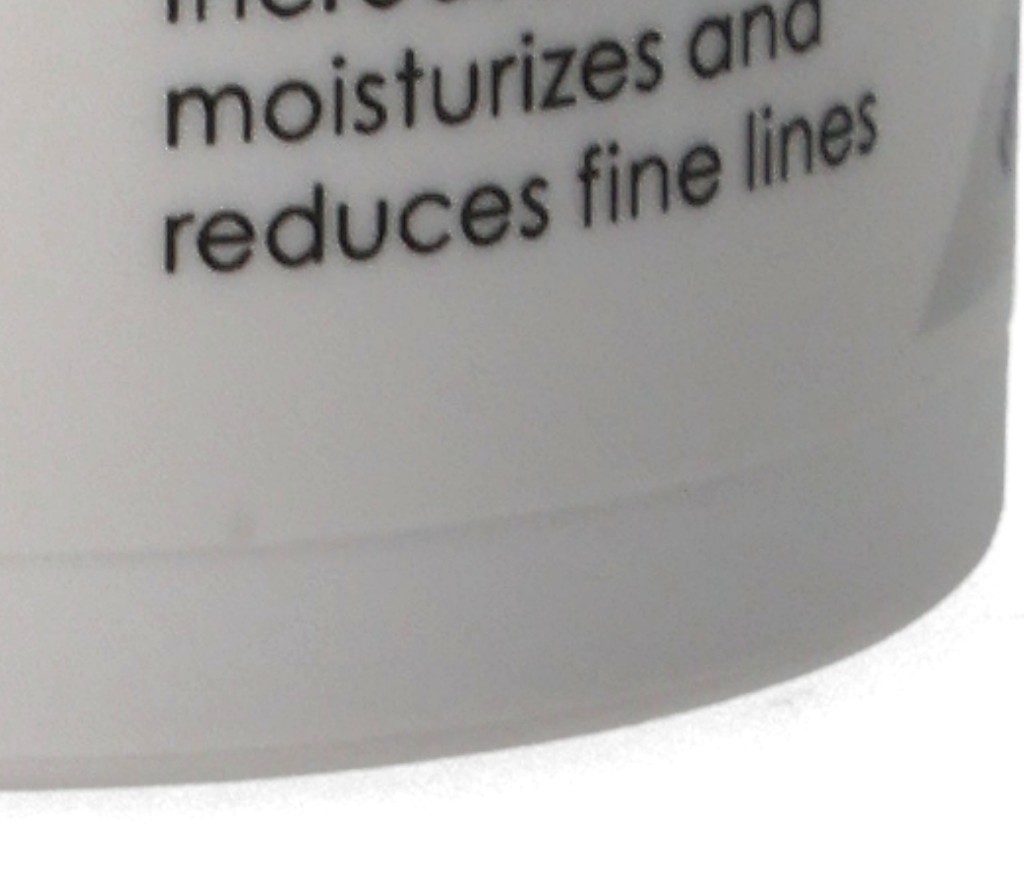 moisturizes and
reduces fine lines